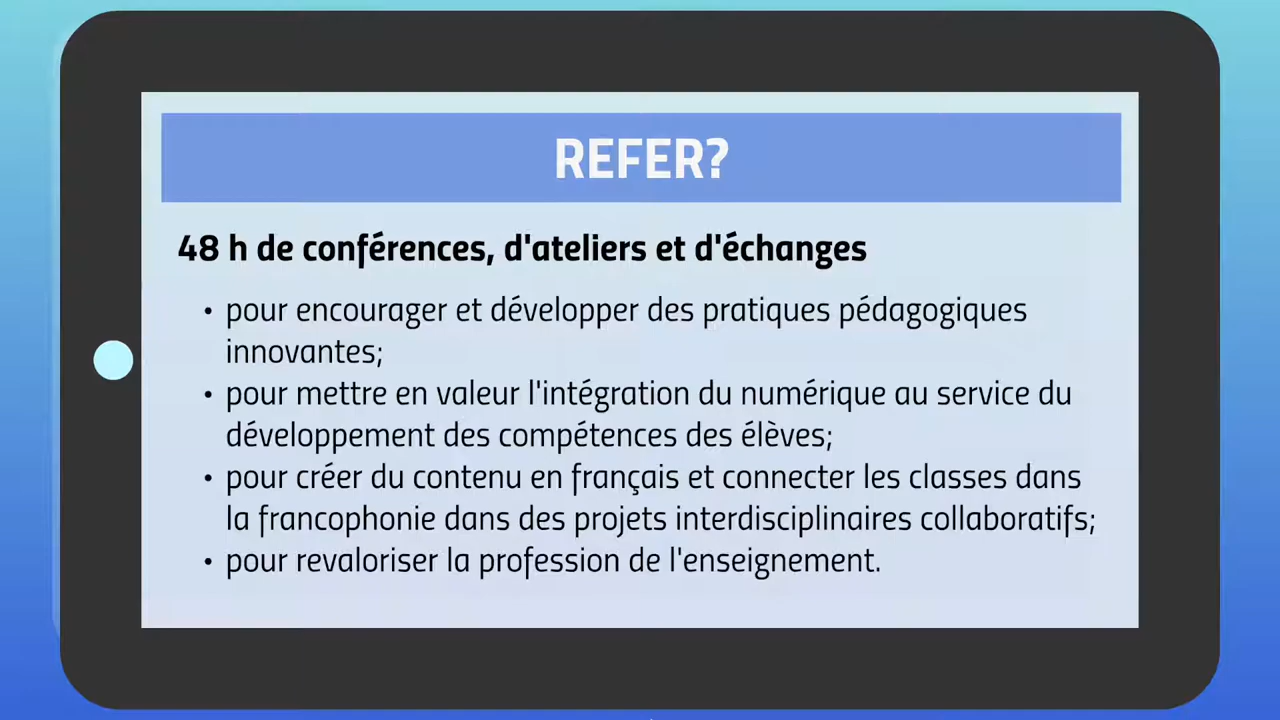 REFER?
48 h de conférences, d'ateliers et d'échanges
• pour encourager et développer des pratiques pédagogiques
innovantes;
• pour mettre en valeur l'intégration du numérique au service du
développement des compétences des élèves;
• pour créer du contenu en français et connecter les classes dans
la francophonie dans des projets interdisciplinaires collaboratifs;
• pour revaloriser la profession de l'enseignement.